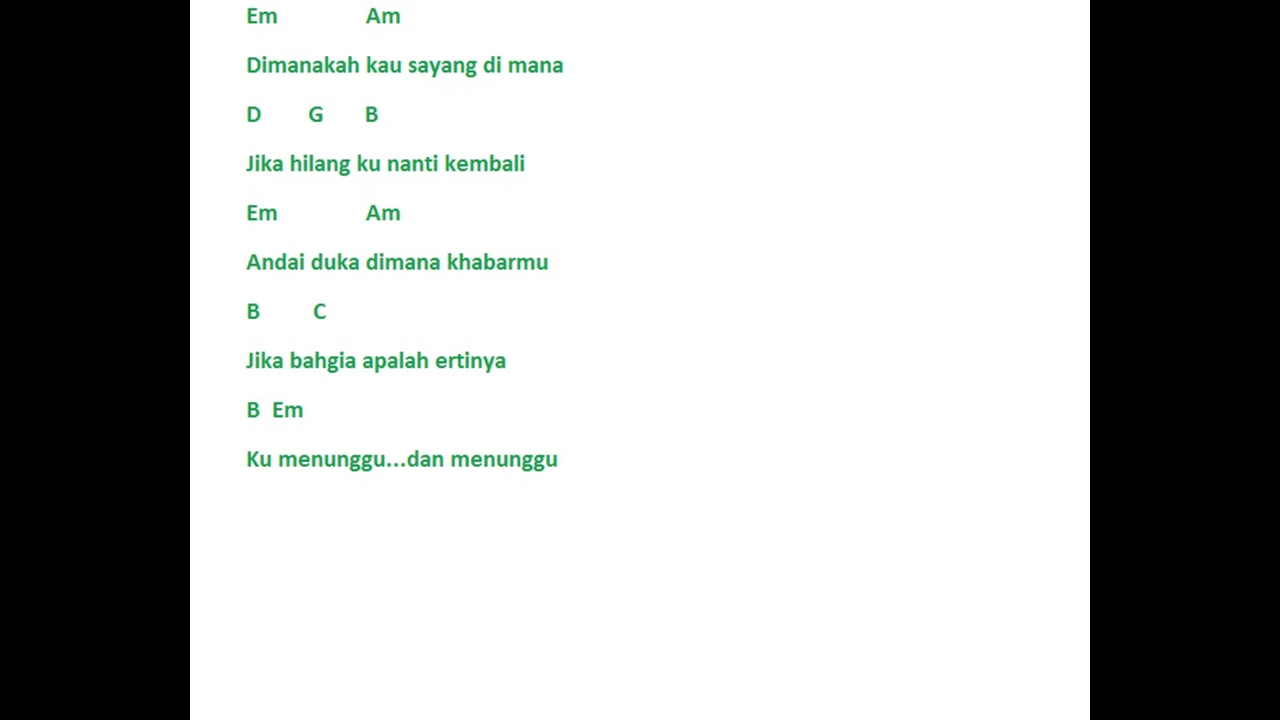 Em Am
Dimanakah kau sayang di mana
D G B
Jika hilang ku nanti kembali
Em Am
Andai duka dimana khabarmu
B C
Jika bahgia apalah ertinya
B Em
Ku menunggu...dan menunggu